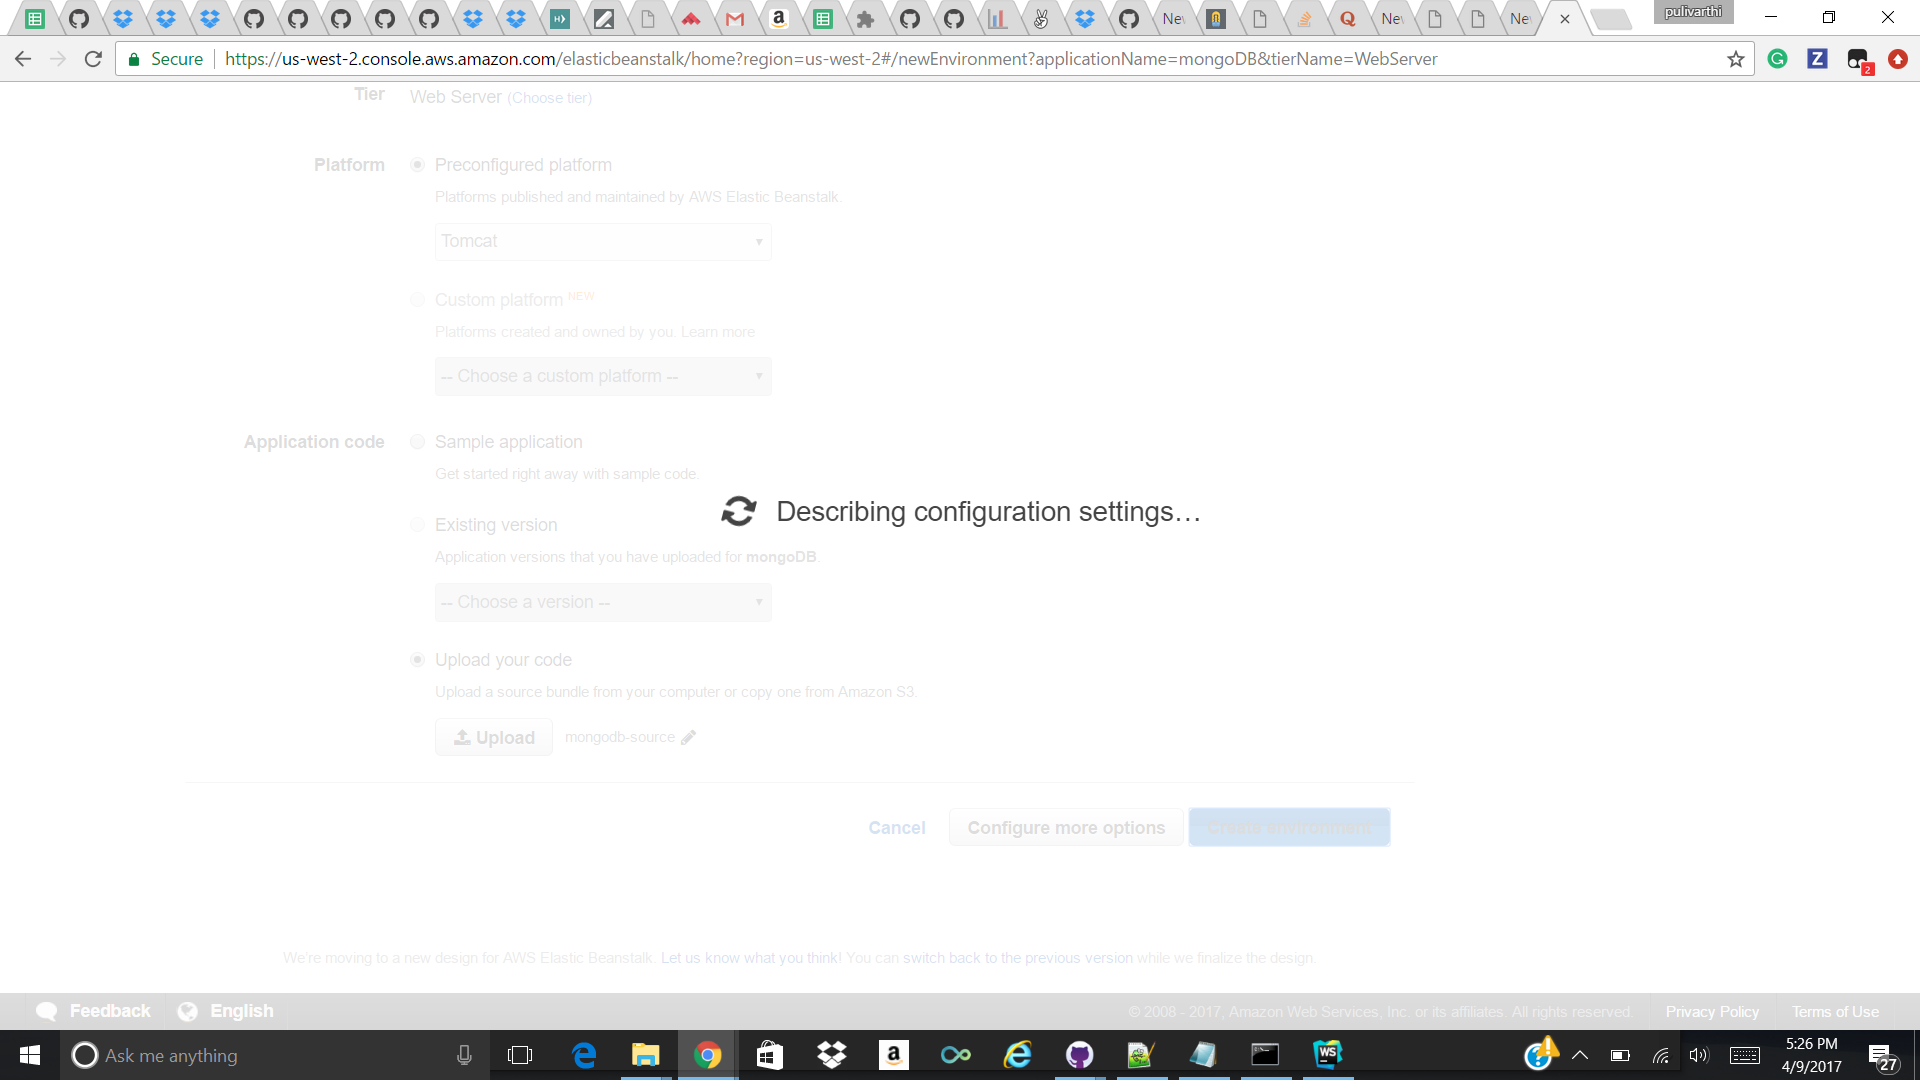 Ne
Ne
Ne
pulivarthi
Secure
https://us-west-2.console.aws.amazon.com/elasticbeanstalk/home?region=us-west-2#/newEnvironment?applicationName=mongoDB&tierName=WebServer
2
Tier Web Server (Choose tier)
Platform Preconfigured platform
Platforms published and maintained by AWS Elastic Beanstalk.
Tomcat
Custom platform NEW
Platforms created and owned by you. Learn more
-- Choose a custom platform --
Application code Sample application
Get started right away with sample code.
Describing configuration settings…
Existing version
Application versions that you have uploaded for mongoDB.
-- Choose a version --
Upload your code
Upload a source bundle from your computer or copy one from Amazon S3.
Upload mongodb-source
Cancel Configure more options Create environment
We're moving to a new design for AWS Elastic Beanstalk. Let us know what you think! You can switch back to the previous version while we finalize the design.
Feedback English © 2008 - 2017, Amazon Web Services, Inc. or its affiliates. All rights reserved. Privacy Policy Terms of Use
Ask me anything
5:26 PM
4/9/2017
27